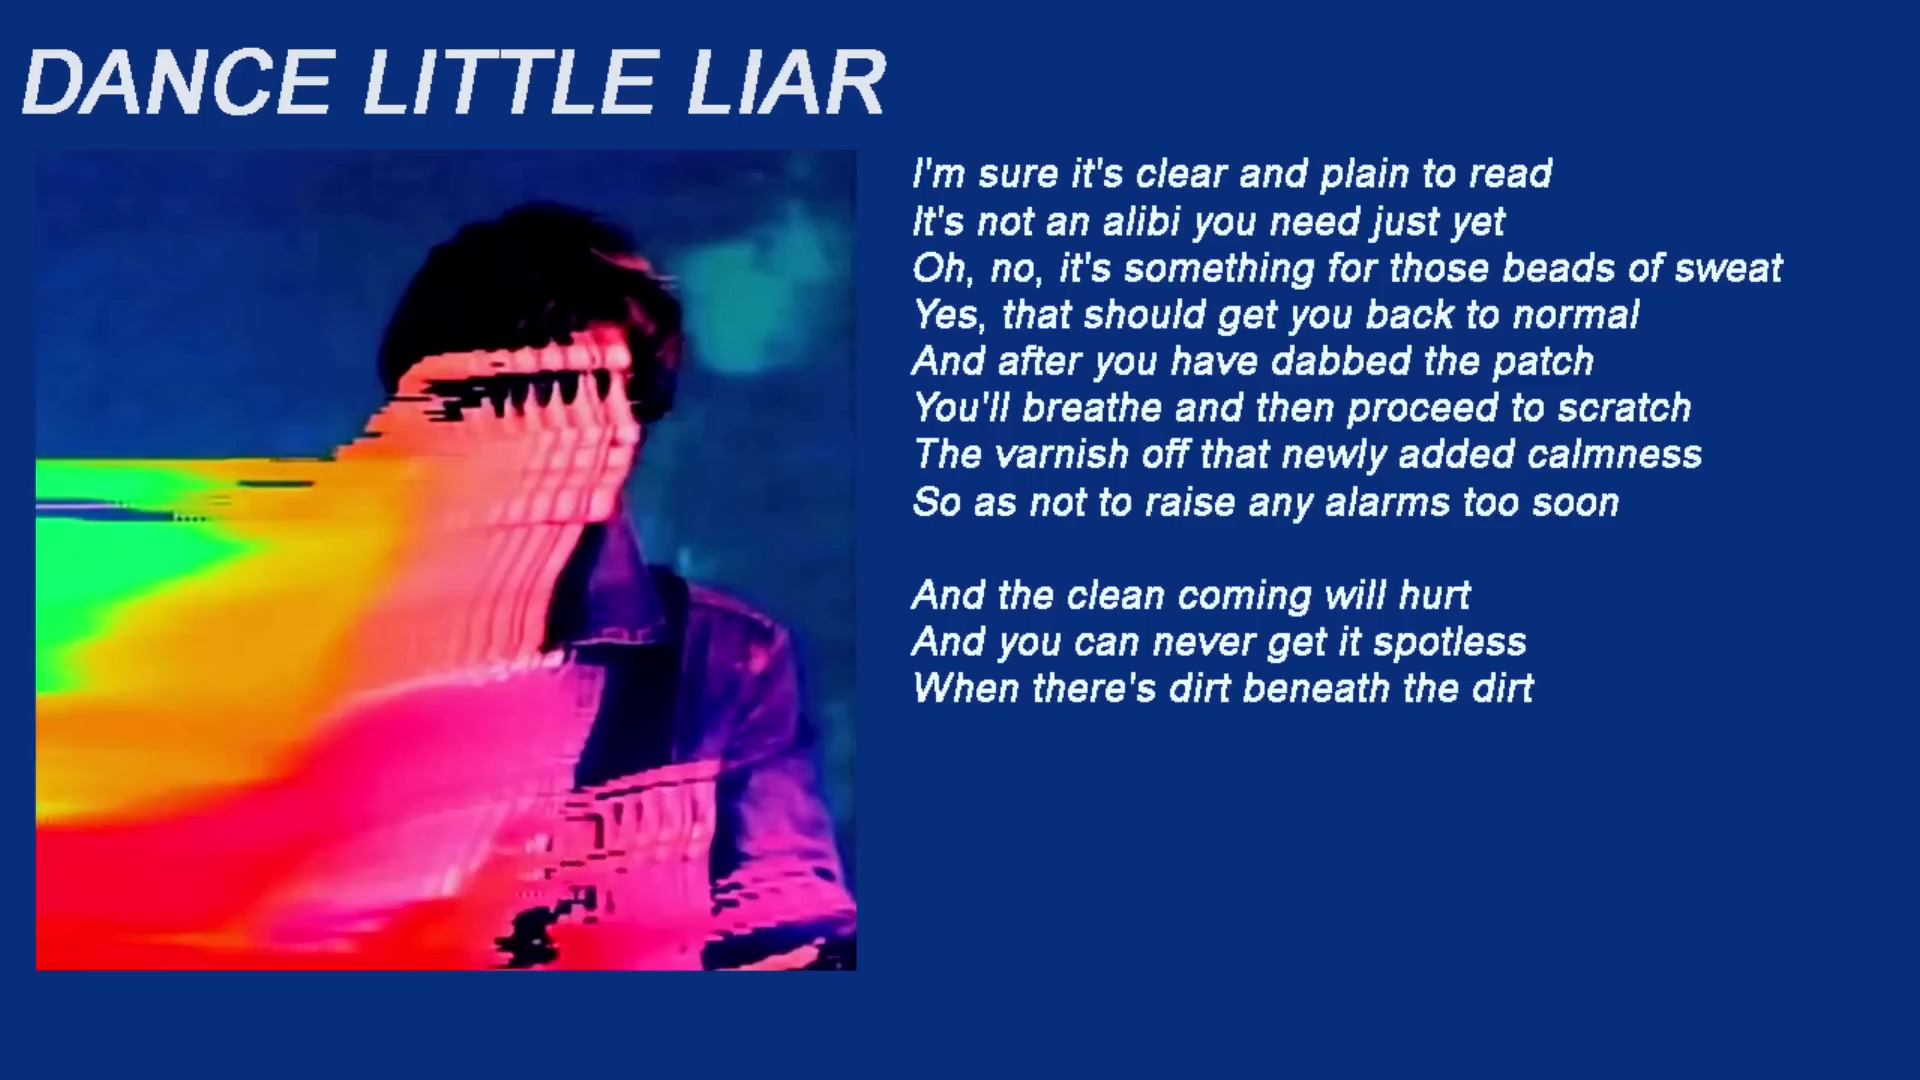 DANCE LITTLE LIAR
I'm sure it's clear and plain to read
It's not an alibi you need just yet
Oh, no, it's something for those beads of sweat
Yes, that should get you back to normal
And after you have dabbed the patch
You'll breathe and then proceed to scratch
The varnish off that newly added calmness
So as not to raise any alarms too soon
And the clean coming will hurt
And you can never get it spotless
When there's dirt beneath the dirt